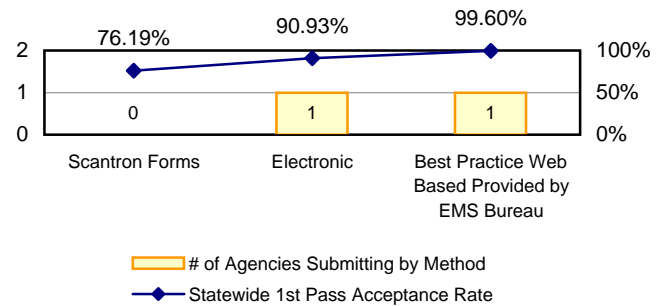 76.19%
90.93%
99.60%
2
1
0
0
1
1
100%
50%
0%
Scantron Forms
Electronic
Best Practice Web
Based Provided by
EMS Bureau
# of Agencies Submitting by Method
Statewide 1st Pass Acceptance Rate